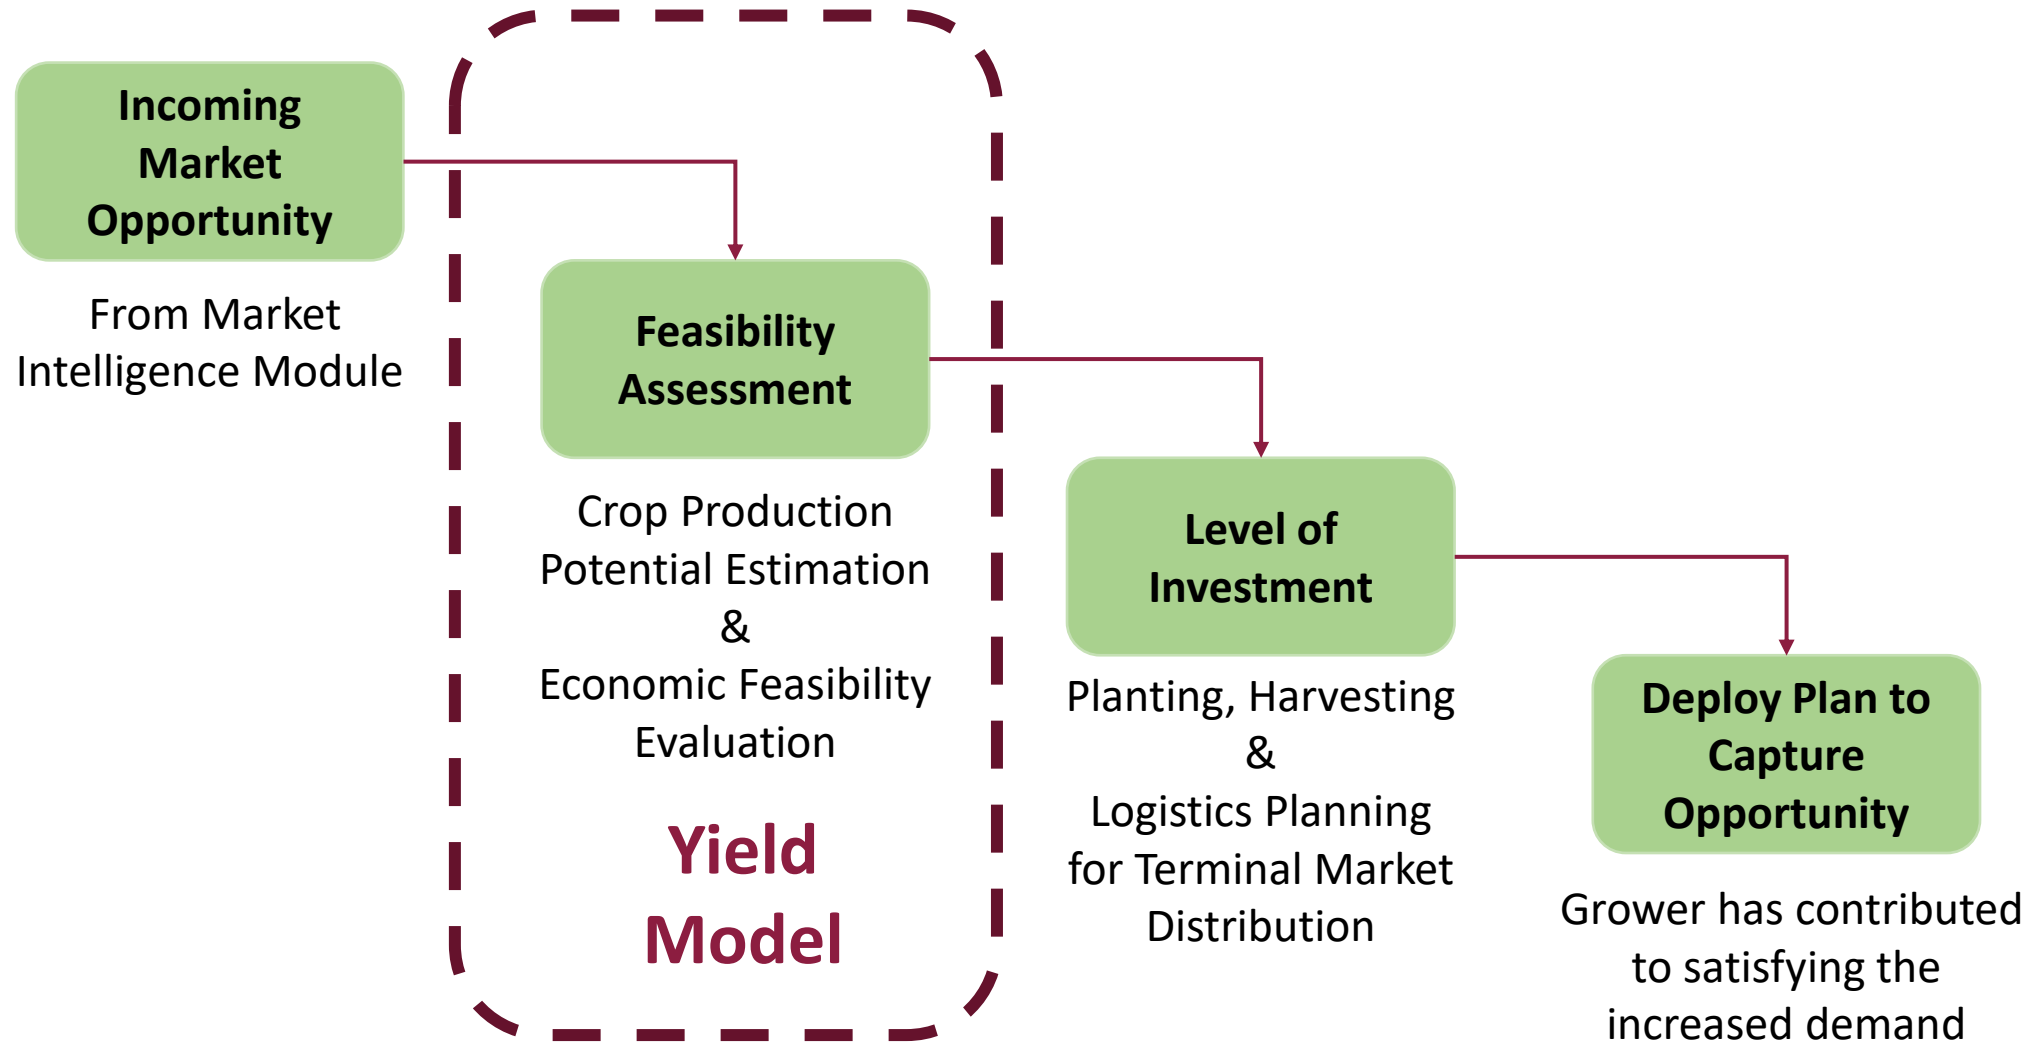 Incoming
Market
Opportunity
From Market
Intelligence Module
Feasibility
Assessment
Crop Production
Potential Estimation
&
Economic Feasibility
Evaluation
Yield
Model
Level of
Investment
Planting, Harvesting
&
Logistics Planning
for Terminal Market
Distribution
Deploy Plan to
Capture
Opportunity
Grower has contributed
to satisfying the
increased demand